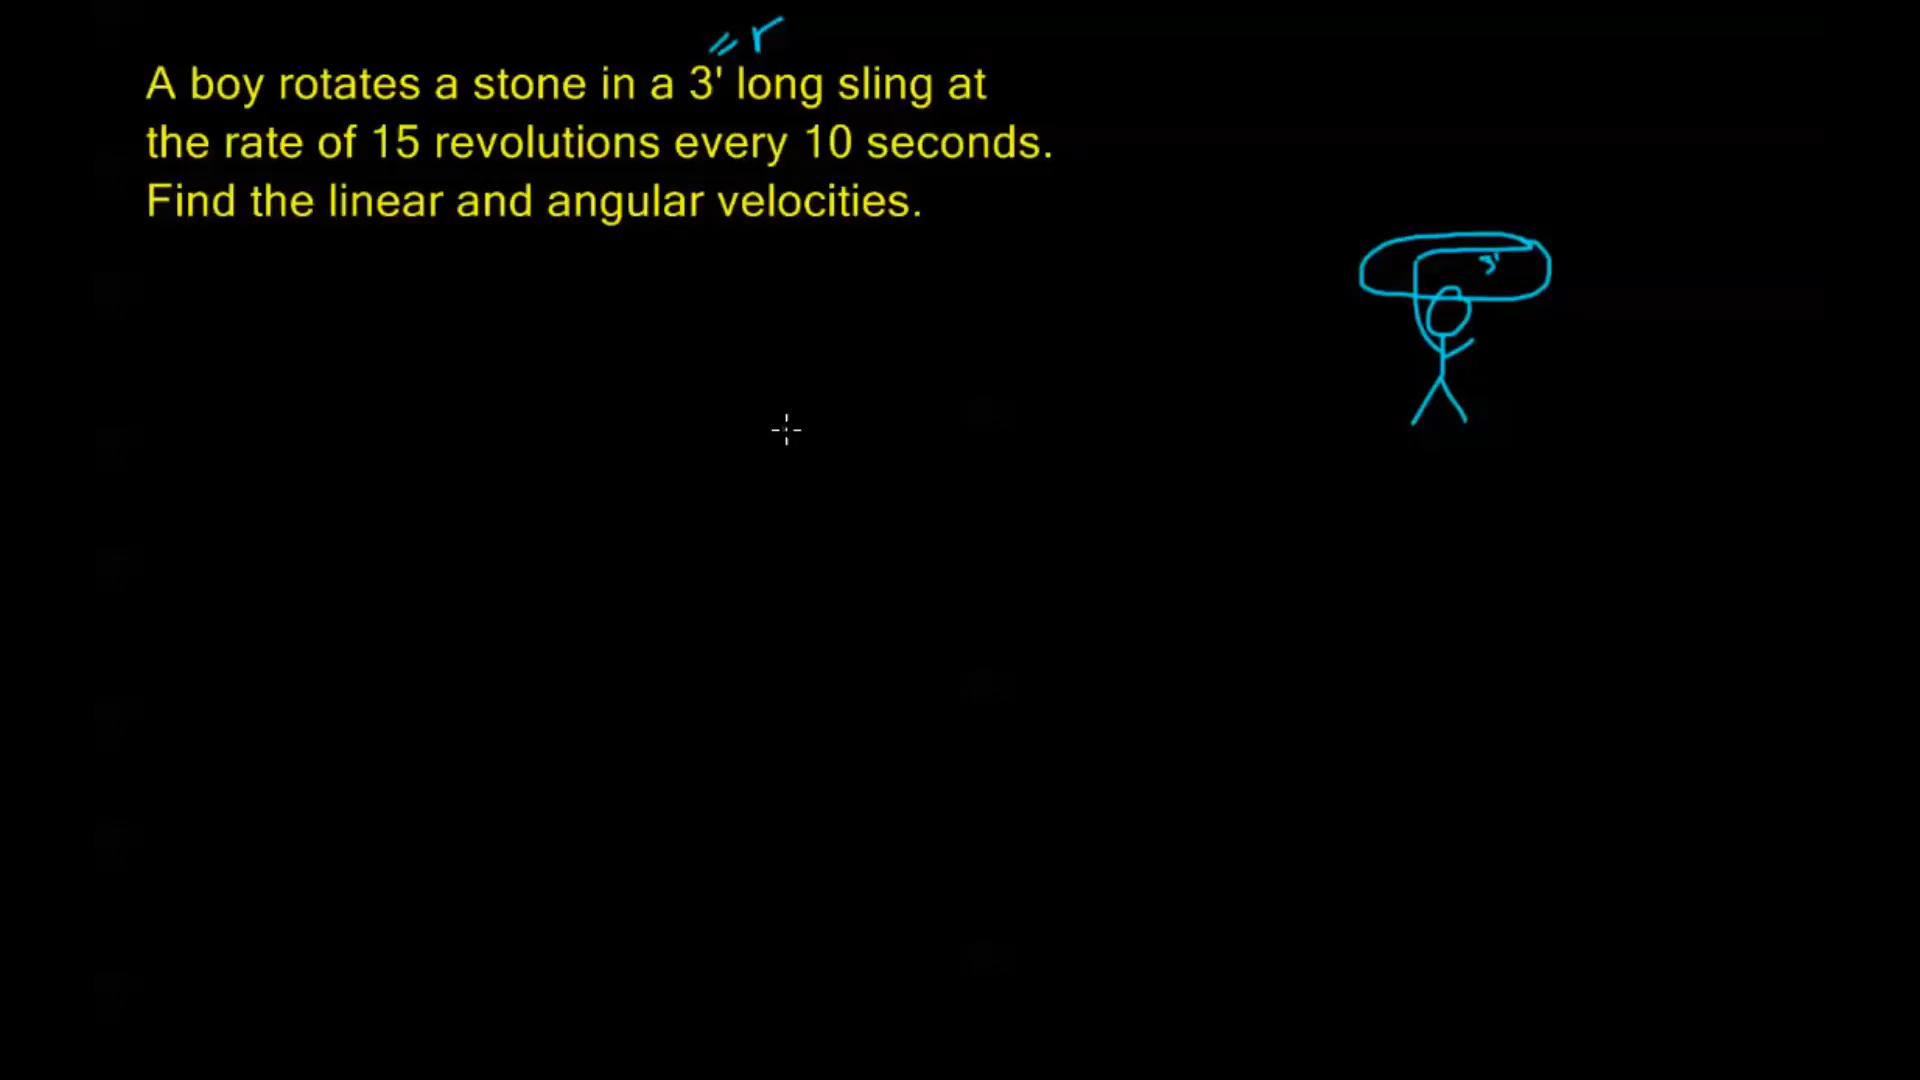 = r
A boy rotates a stone in a 3' long sling at
the rate of 15 revolutions every 10 seconds.
Find the linear and angular velocities.
3'